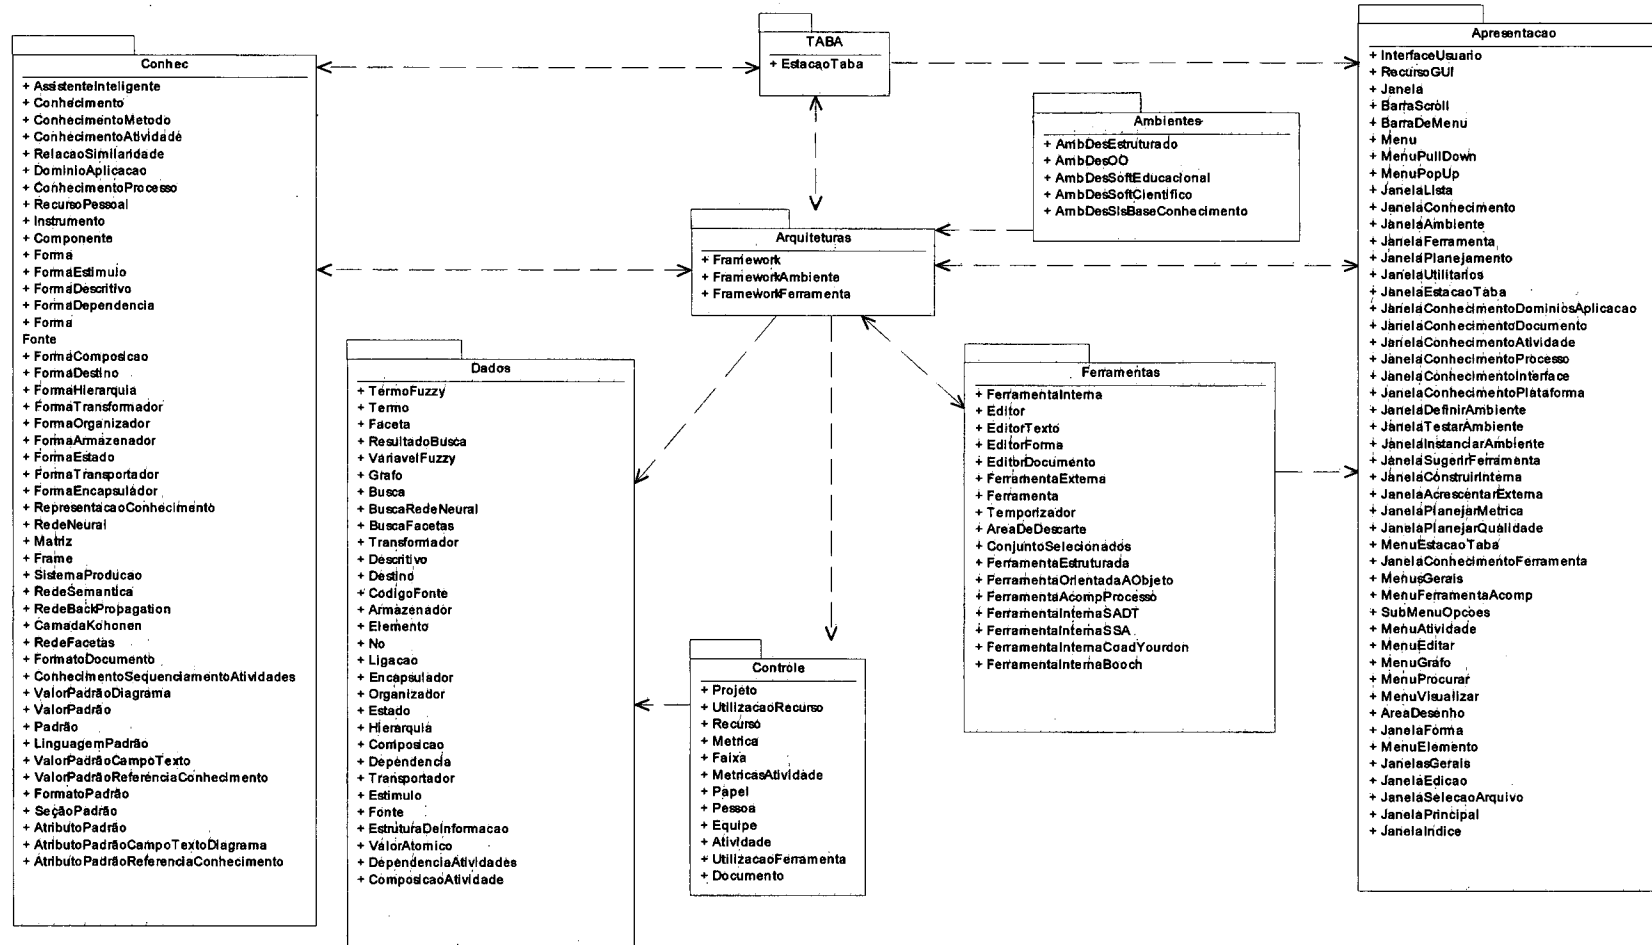 Conhec
+ AssistenteInteligente
+ Conhecimento
+ ConhecimentoMetodo
+ ConhecimentoAtividade
+ RelacaoSimilaridade
+ DominioAplicacao
+ ConhecimentoProcesso
+ RecursoPessoal
+ Instrumento
+ Componente
+ Forma
+ FormaEstimulo
+ FormaDescritivo
+ FormaDependencia
+ Forma
Fonte
+ FormaComposicao
+ FormaDestino
+ FormaHierarquia
+ FormaTransformador
+ FormaOrganizador
+ FormaArmazenador
+ FormaEstado
+ FormaTransportador
+ FormaEncapsulador
+ RepresentacaoConhecimento
+ RedeNeural
+ Matriz
+ Frame
+ SistemaProducao
+ RedeSemantica
+ RedeBackPropagation
+ CamadaKohonen
+ RedeFacetas
+ FormatoDocumento
+ ConhecimentoSequenciamentoAtividades
+ ValorPadrãoDiagrama
+ ValorPadrão
+ Padrão
+ LinguagemPadrão
+ ValorPadrãoCampoTexto
+ ValorPadrãoReferênciaConhecimento
+ FormatoPadrão
+ SeçãoPadrão
+ AtributoPadrão
+ AtributoPadrãoCampoTextoDiagrama
+ AtributoPadrãoReferenciaConhecimento
TABA
+ EstacaoTaba
Ambientes
+ AmbDesEstruturado
+ AmbDesOO
+ AmbDesSoftEducacional
+ AmbDesSoftCientifico
+ AmbDesSisBaseConhecimento
Arquiteturas
+ Framework
+ FrameworkAmbiente
+ FrameworkFerramenta
Dados
+ TermoFuzzy
+ Termo
+ Faceta
+ ResultadoBusca
+ VariavelFuzzy
+ Grafo
+ Busca
+ BuscaRedeNeural
+ BuscaFacetas
+ Transformador
+ Descritivo
+ Destino
+ CodigoFonte
+ Armazenador
+ Elemento
+ No
+ Ligacao
+ Encapsulador
+ Organizador
+ Estado
+ Hierarquia
+ Composicao
+ Dependencia
+ Transportador
+ Estimulo
+ Fonte
+ EstruturaDeInformacao
+ ValorAtomico
+ DependenciaAtividades
+ ComposicaoAtividade
Controle
+ Projeto
+ UtilizacaoRecurso
+ Recurso
+ Metrica
+ Faixa
+ MetricasAtividade
+ Papel
+ Pessoa
+ Equipe
+ Atividade
+ UtilizacaoFerramenta
+ Documento
Ferramentas
+ FerramentaInterna
+ Editor
+ EditorTexto
+ EditorForma
+ EditorDocumento
+ FerramentaExterna
+ Ferramenta
+ Temporizador
+ AreaDeDescarte
+ ConjuntoSelecionados
+ FerramentaEstruturada
+ FerramentaOrientadaAObjeto
+ FerramentaAcompProcesso
+ FerramentaInternaSADT
+ FerramentaInternaSSA
+ FerramentaInternaCoadYourdon
+ FerramentaInternaBooch
Apresentacao
+ InterfaceUsuario
+ RecursoGUI
+ Janela
+ BarraScroll
+ BarraDeMenu
+ Menu
+ MenuPullDown
+ MenuPopUp
+ JanelaLista
+ JanelaConhecimento
+ JanelaAmbiente
+ JanelaFerramenta
+ JanelaPlanejamento
+ JanelaUtilitarios
+ JanelaEstacaoTaba
+ JanelaConhecimentoDominiosAplicacao
+ JanelaConhecimentoDocumento
+ JanelaConhecimentoAtividade
+ JanelaConhecimentoProcesso
+ JanelaConhecimentoInterface
+ JanelaConhecimentoPlataforma
+ JanelaDefinirAmbiente
+ JanelaTestarAmbiente
+ JanelaInstanciarAmbiente
+ JanelaSugerirFerramenta
+ JanelaConstruirInterna
+ JanelaAcrescentarExterna
+ JanelaPlanejarMetrica
+ JanelaPlanejarQualidade
+ MenuEstacaoTaba
+ JanelaConhecimentoFerramenta
+ MenusGerais
+ MenuFerramentaAcomp
+ SubMenuOpcoes
+ MenuAtividade
+ MenuEditar
+ MenuGrafo
+ MenuProcurar
+ MenuVisualizar
+ AreaDesenho
+ JanelaForma
+ MenuElemento
+ JanelasGerais
+ JanelaEdicao
+ JanelaSelecaoArquivo
+ JanelaPrincipal
+ JanelaIndice